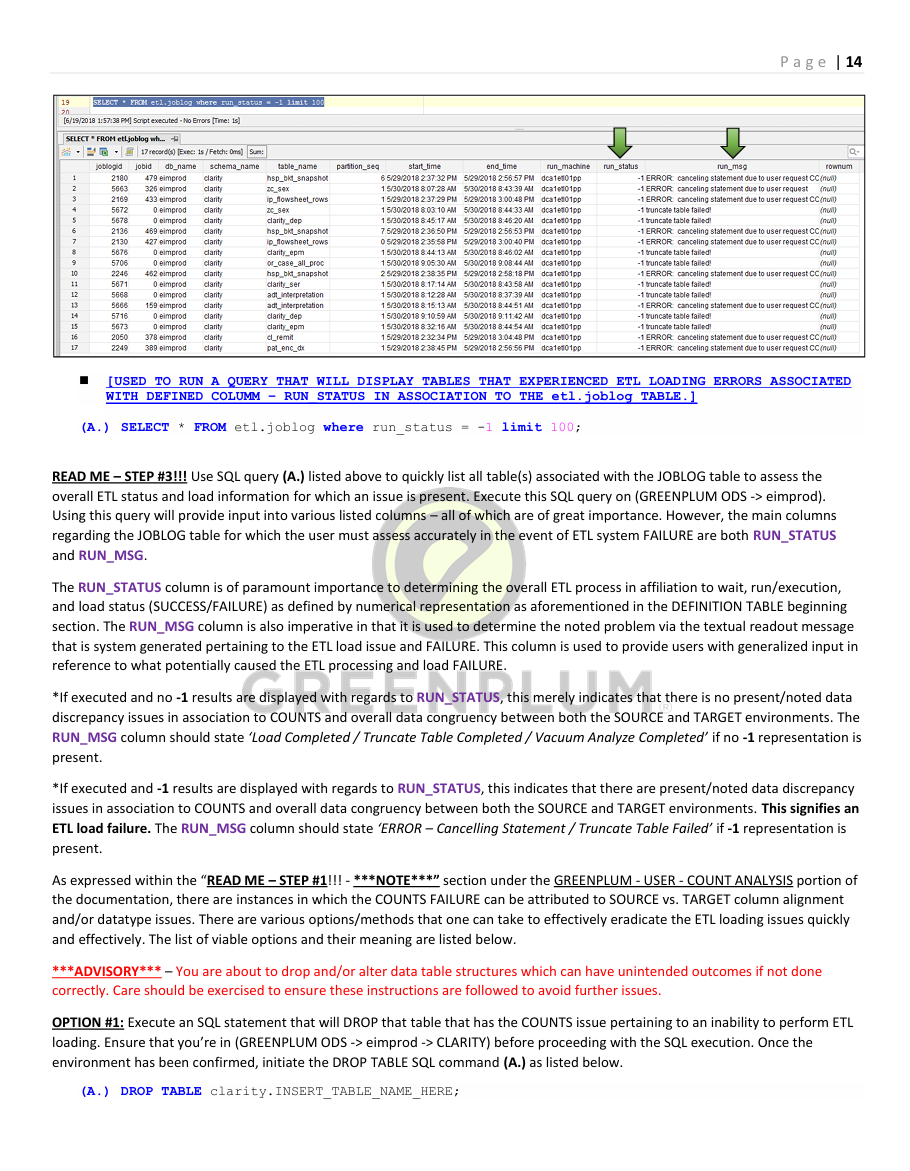 Page | 14
19 SELECT * FROM etl.joblog where run_status = -1 limit 100
20
[6/19/2018 1:57:38 PM] Script executed - No Errors [Time: 1s]
SELECT * FROM etl.joblog wh...
17 record(s) [Exec: 1s / Fetch: 0ms] Sum:
joblogid jobid db_name schema_name table_name partition_seq start_time end_time run_machine run_status run_msg rownum
1 2180 479 eimprod clarity hsp_bkt_snapshot 6 5/29/2018 2:37:32 PM 5/29/2018 2:56:57 PM dca1etl01pp -1 ERROR: canceling statement due to user request CC (null)
2 5663 326 eimprod clarity zc_sex 1 5/30/2018 8:07:28 AM 5/30/2018 8:43:39 AM dca1etl01pp -1 ERROR: canceling statement due to user request (null)
3 2169 433 eimprod clarity ip_flowsheet_rows 1 5/29/2018 2:37:29 PM 5/29/2018 3:00:48 PM dca1etl01pp -1 ERROR: canceling statement due to user request CC (null)
4 5672 0 eimprod clarity zc_sex 1 5/30/2018 8:03:10 AM 5/30/2018 8:44:33 AM dca1etl01pp -1 truncate table failed! (null)
5 5678 0 eimprod clarity clarity_dep 1 5/30/2018 8:45:17 AM 5/30/2018 8:46:20 AM dca1etl01pp -1 truncate table failed! (null)
6 2136 469 eimprod clarity hsp_bkt_snapshot 7 5/29/2018 2:36:50 PM 5/29/2018 2:56:53 PM dca1etl01pp -1 ERROR: canceling statement due to user request CC (null)
7 2130 427 eimprod clarity ip_flowsheet_rows 0 5/29/2018 2:35:58 PM 5/29/2018 3:00:40 PM dca1etl01pp -1 ERROR: canceling statement due to user request CC (null)
8 5676 0 eimprod clarity clarity_epm 1 5/30/2018 8:44:13 AM 5/30/2018 8:46:02 AM dca1etl01pp -1 truncate table failed! (null)
9 5706 0 eimprod clarity or_case_all_proc 1 5/30/2018 9:05:30 AM 5/30/2018 9:08:44 AM dca1etl01pp -1 truncate table failed! (null)
10 2246 462 eimprod clarity hsp_bkt_snapshot 2 5/29/2018 2:38:35 PM 5/29/2018 2:58:18 PM dca1etl01pp -1 ERROR: canceling statement due to user request CC (null)
11 5671 0 eimprod clarity clarity_ser 1 5/30/2018 8:17:14 AM 5/30/2018 8:43:58 AM dca1etl01pp -1 truncate table failed! (null)
12 5668 0 eimprod clarity adt_interpretation 1 5/30/2018 8:12:28 AM 5/30/2018 8:37:39 AM dca1etl01pp -1 truncate table failed! (null)
13 5666 159 eimprod clarity adt_interpretation 1 5/30/2018 8:15:13 AM 5/30/2018 8:44:51 AM dca1etl01pp -1 ERROR: canceling statement due to user request CC (null)
14 5716 0 eimprod clarity clarity_dep 1 5/30/2018 9:10:59 AM 5/30/2018 9:11:42 AM dca1etl01pp -1 truncate table failed! (null)
15 5673 0 eimprod clarity clarity_epm 1 5/30/2018 8:32:16 AM 5/30/2018 8:44:54 AM dca1etl01pp -1 truncate table failed! (null)
16 2050 378 eimprod clarity cl_remit 1 5/29/2018 2:32:34 PM 5/29/2018 3:04:48 PM dca1etl01pp -1 ERROR: canceling statement due to user request CC (null)
17 2249 389 eimprod clarity pat_enc_dx 1 5/29/2018 2:38:45 PM 5/29/2018 2:56:56 PM dca1etl01pp -1 ERROR: canceling statement due to user request CC (null)
■ [USED TO RUN A QUERY THAT WILL DISPLAY TABLES THAT EXPERIENCED ETL LOADING ERRORS ASSOCIATED
WITH DEFINED COLUMM – RUN STATUS IN ASSOCIATION TO THE etl.joblog TABLE.]
(A.) SELECT * FROM etl.joblog where run_status = -1 limit 100;
READ ME – STEP #3!!! Use SQL query (A.) listed above to quickly list all table(s) associated with the JOBLOG table to assess the
overall ETL status and load information for which an issue is present. Execute this SQL query on (GREENPLUM ODS -> eimprod).
Using this query will provide input into various listed columns – all of which are of great importance. However, the main columns
regarding the JOBLOG table for which the user must assess accurately in the event of ETL system FAILURE are both RUN_STATUS
and RUN_MSG.
The RUN_STATUS column is of paramount importance to determining the overall ETL process in affiliation to wait, run/execution,
and load status (SUCCESS/FAILURE) as defined by numerical representation as aforementioned in the DEFINITION TABLE beginning
section. The RUN_MSG column is also imperative in that it is used to determine the noted problem via the textual readout message
that is system generated pertaining to the ETL load issue and FAILURE. This column is used to provide users with generalized input in
reference to what potentially caused the ETL processing and load FAILURE.
GREENPLUM
*If executed and no -1 results are displayed with regards to RUN_STATUS, this merely indicates that there is no present/noted data
discrepancy issues in association to COUNTS and overall data congruency between both the SOURCE and TARGET environments. The
RUN_MSG column should state ‘Load Completed / Truncate Table Completed / Vacuum Analyze Completed’ if no -1 representation is
present.
*If executed and -1 results are displayed with regards to RUN_STATUS, this indicates that there are present/noted data discrepancy
issues in association to COUNTS and overall data congruency between both the SOURCE and TARGET environments. This signifies an
ETL load failure. The RUN_MSG column should state ‘ERROR – Cancelling Statement / Truncate Table Failed’ if -1 representation is
present.
As expressed within the “READ ME – STEP #1!!! - ***NOTE***” section under the GREENPLUM - USER - COUNT ANALYSIS portion of
the documentation, there are instances in which the COUNTS FAILURE can be attributed to SOURCE vs. TARGET column alignment
and/or datatype issues. There are various options/methods that one can take to effectively eradicate the ETL loading issues quickly
and effectively. The list of viable options and their meaning are listed below.
***ADVISORY*** – You are about to drop and/or alter data table structures which can have unintended outcomes if not done
correctly. Care should be exercised to ensure these instructions are followed to avoid further issues.
OPTION #1: Execute an SQL statement that will DROP that table that has the COUNTS issue pertaining to an inability to perform ETL
loading. Ensure that you’re in (GREENPLUM ODS -> eimprod -> CLARITY) before proceeding with the SQL execution. Once the
environment has been confirmed, initiate the DROP TABLE SQL command (A.) as listed below.
(A.) DROP TABLE clarity.INSERT_TABLE_NAME_HERE;